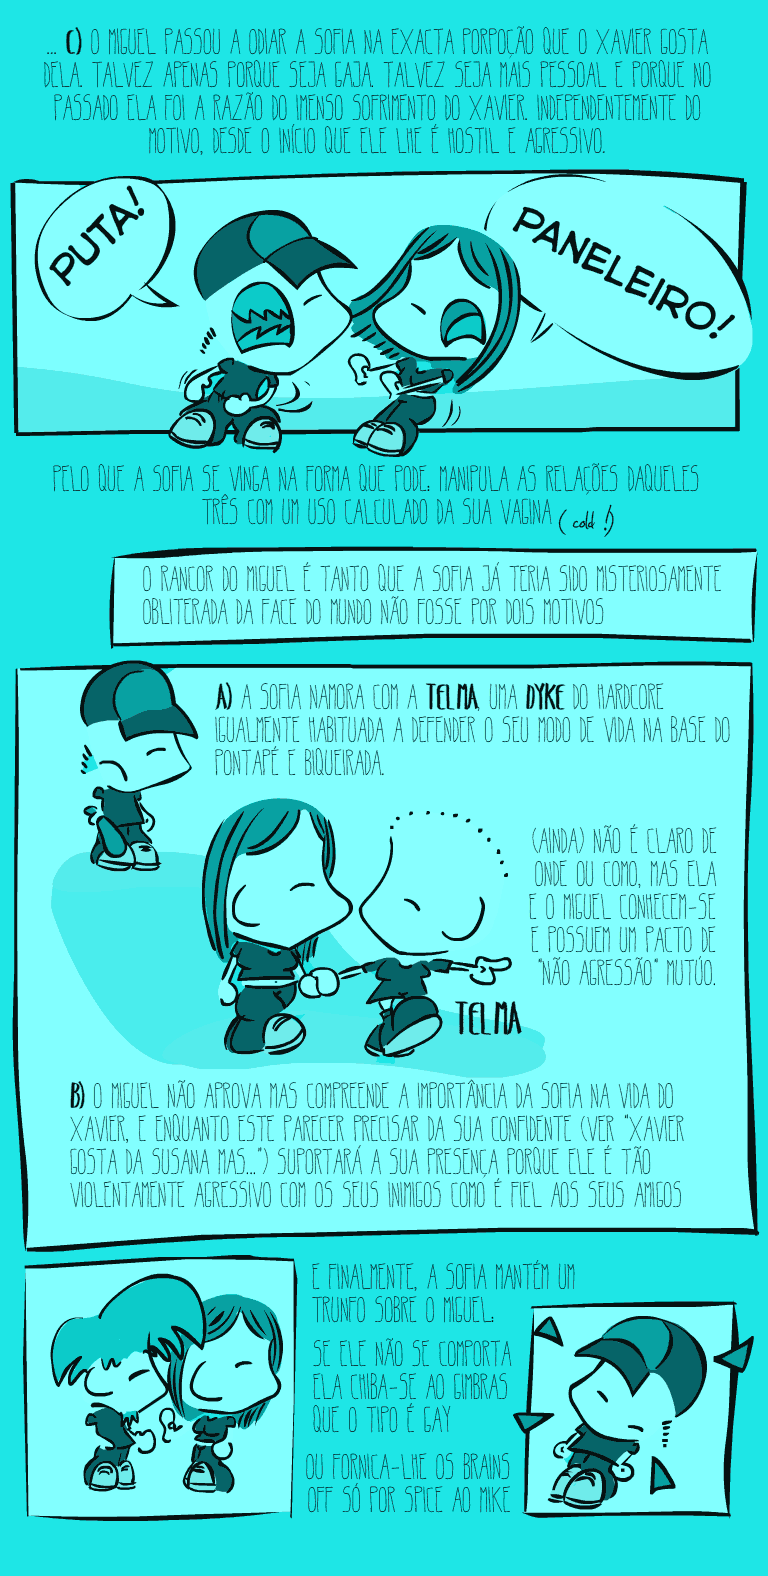 ... C) O MIGUEL PASSOU A ODIAR A SOFIA NA EXACTA PORPOÇÃO QUE O XAVIER GOSTA
DELA. TALVEZ APENAS PORQUE SEJA GAJA. TALVEZ SEJA MAIS PESSOAL E PORQUE NO
PASSADO ELA FOI A RAZÃO DO IMENSO SOFRIMENTO DO XAVIER. INDEPENDENTEMENTE DO
MOTIVO, DESDE O INÍCIO QUE ELE LHE É HOSTIL E AGRESSIVO.
PUTA!
PANELEIRO!
PELO QUE A SOFIA SE VINGA NA FORMA QUE PODE: MANIPULA AS RELAÇÕES DAQUELES
TRÊS COM UM USO CALCULADO DA SUA VAGINA (cold!)
O RANCOR DO MIGUEL É TANTO QUE A SOFIA JÁ TERIA SIDO MISTERIOSAMENTE
OBLITERADA DA FACE DO MUNDO NÃO FOSSE POR DOIS MOTIVOS
A) A SOFIA NAMORA COM A TELMA, UMA DYKE DO HARDCORE
IGUALMENTE HABITUADA A DEFENDER O SEU MODO DE VIDA NA BASE DO
PONTAPÉ E BIQUEIRADA.
(AINDA) NÃO É CLARO DE
ONDE OU COMO, MAS ELA
E O MIGUEL CONHECEM-SE
E POSSUEM UM PACTO DE
"NÃO AGRESSÃO" MUTÚO.
TELMA
B) O MIGUEL NÃO APROVA MAS COMPREENDE A IMPORTÂNCIA DA SOFIA NA VIDA DO
XAVIER, E ENQUANTO ESTE PARECER PRECISAR DA SUA CONFIDENTE (VER "XAVIER
GOSTA DA SUSANA MAS...") SUPORTARÁ A SUA PRESENÇA PORQUE ELE É TÃO
VIOLENTAMENTE AGRESSIVO COM OS SEUS INIMIGOS COMO É FIEL AOS SEUS AMIGOS
E FINALMENTE, A SOFIA MANTÉM UM
TRUNFO SOBRE O MIGUEL:
SE ELE NÃO SE COMPORTA
ELA CHIBA-SE AO GIMBRAS
QUE O TIPO É GAY
OU FORNICA-LHE OS BRAINS
OFF SÓ POR SPICE AO MIKE